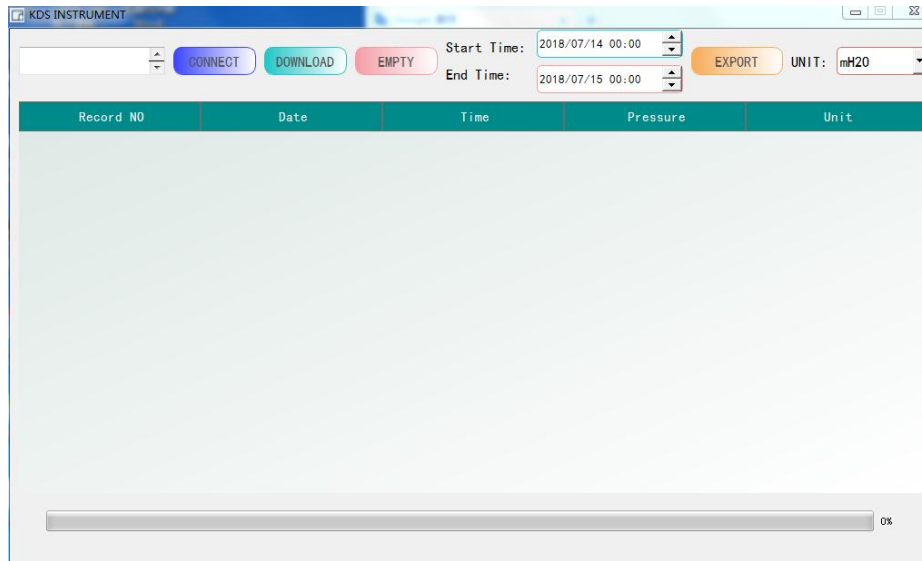 KDS INSTRUMENT
CONNECT DOWNLOAD EMPTY
Start Time: 2018/07/14 00:00
End Time: 2018/07/15 00:00
EXPORT UNIT: mH2O
Record NO Date Time Pressure Unit
0%